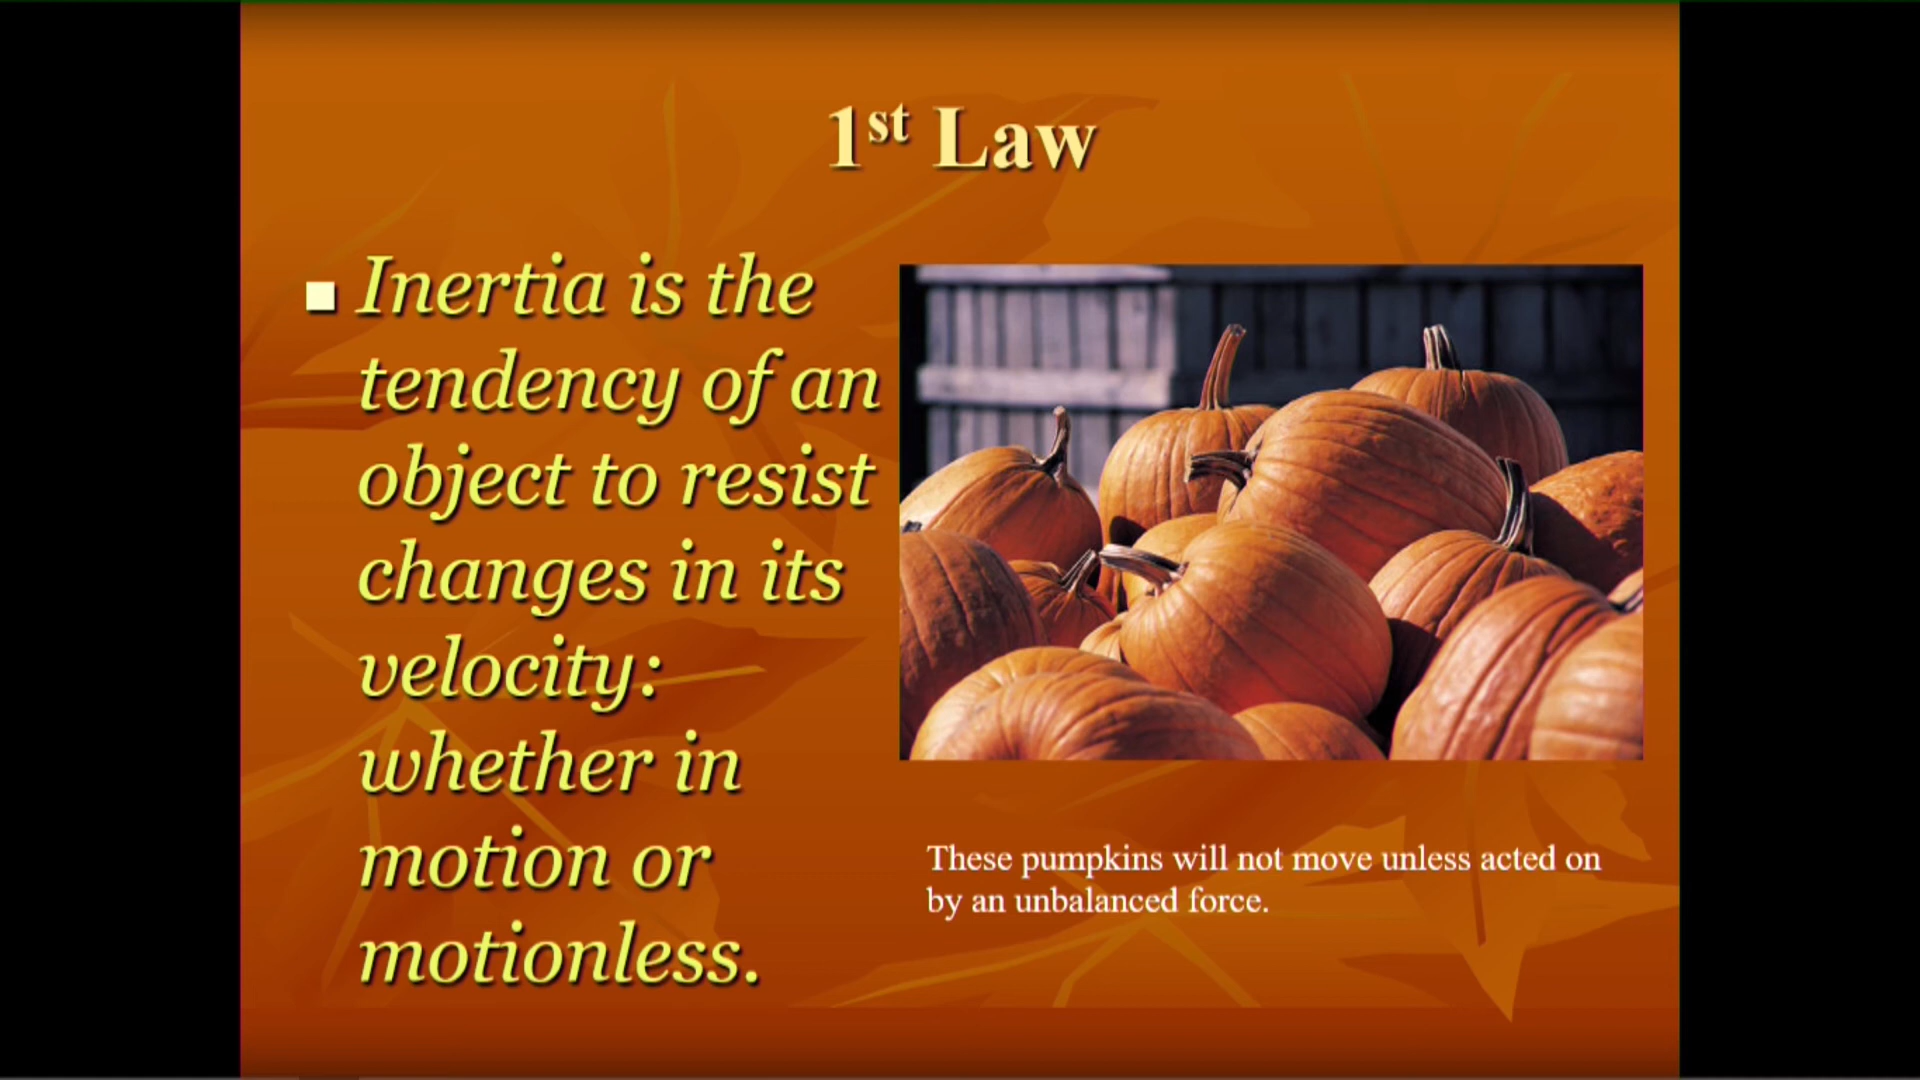 1st Law
Inertia is the
tendency of an
object to resist
changes in its
velocity:
whether in
motion or
motionless.
These pumpkins will not move unless acted on
by an unbalanced force.